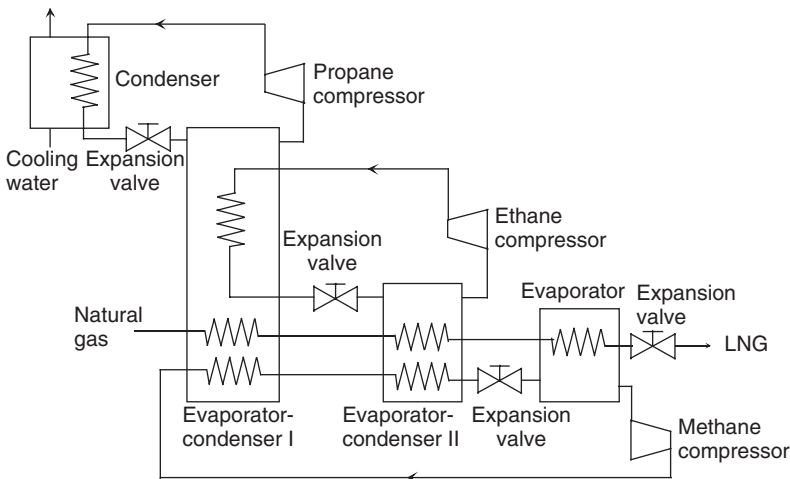 Condenser
Propane
compressor
Cooling
water
Expansion
valve
Ethane
compressor
Expansion
valve
Evaporator
Expansion
valve
Natural
gas
LNG
Evaporator-
condenser I
Evaporator-
condenser II
Expansion
valve
Methane
compressor